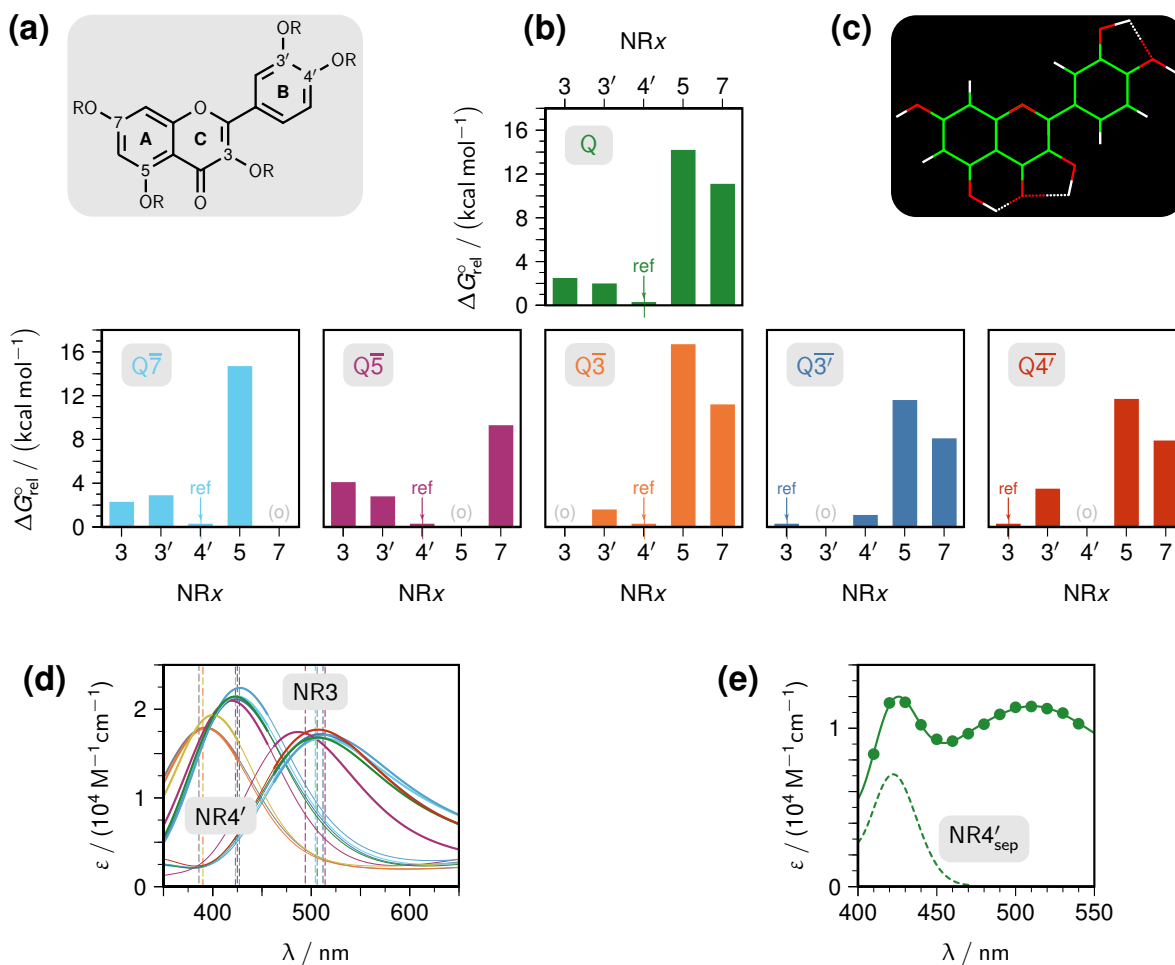 (a)
OR
3′
4′
OR
B
RO
7
O
A
C
3
OR
5
OR
O
(b)
NRx
3 3′ 4′ 5 7
Q
ΔG°rel / (kcal mol−1)
16
12
8
4
0
ref
(c)
ΔG°rel / (kcal mol−1)
16
12
8
4
0
Q7̅
ref
(o)
3 3′ 4′ 5 7
NRx
Q5̅
ref
(o)
3 3′ 4′ 5 7
NRx
Q3̅
ref
(o)
3 3′ 4′ 5 7
NRx
Q3̅′̅
ref
(o)
3 3′ 4′ 5 7
NRx
Q4̅′̅
ref
(o)
3 3′ 4′ 5 7
NRx
(d)
ε / (10⁴ M−1cm−1)
2
1
0
NR3
NR4′
400 500 600
λ / nm
(e)
ε / (10⁴ M−1cm−1)
1
0
NR4′sep
400 450 500 550
λ / nm